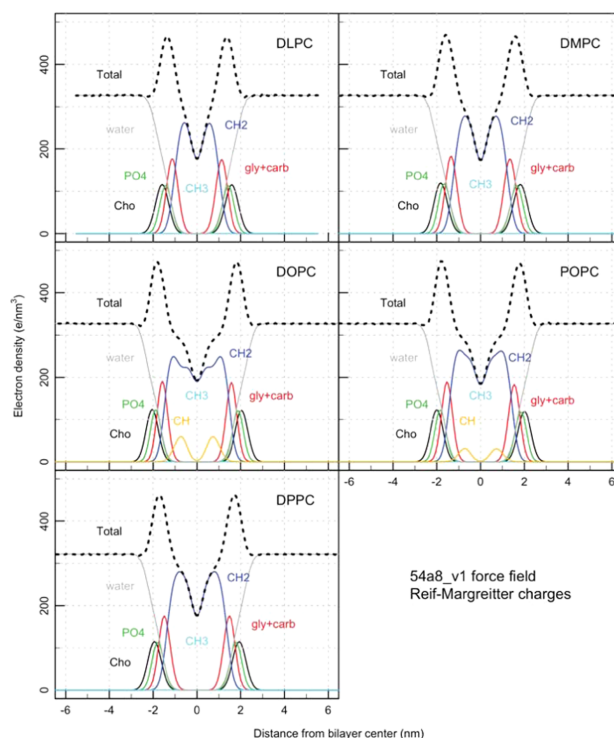 DLPC
DMPC
400
Total
Total
water
water
CH2
CH2
200
PO4
gly+carb
PO4
gly+carb
CH3
CH3
Cho
Cho
0
DOPC
POPC
400
Total
Total
Electron density (e/nm³)
water
water
CH2
CH2
200
CH3
gly+carb
CH3
gly+carb
PO4
CH
PO4
CH
Cho
Cho
0
-6 -4 -2 0 2 4 6
DPPC
400
Total
water
CH2
200
gly+carb
PO4
CH3
Cho
0
-6 -4 -2 0 2 4 6
54a8_v1 force field
Reif-Margreitter charges
Distance from bilayer center (nm)